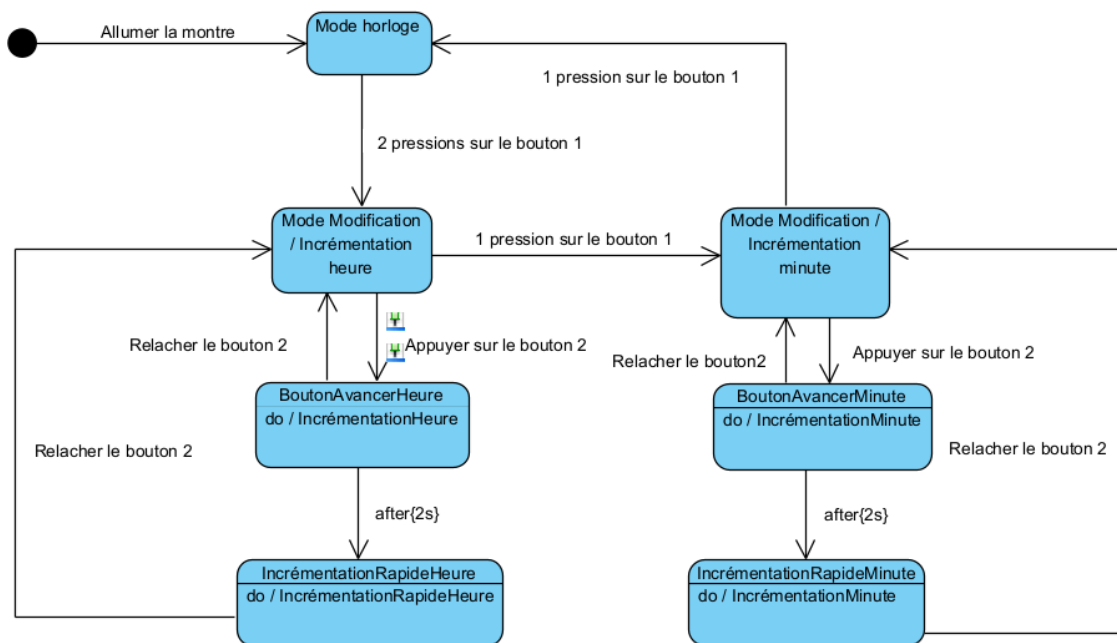 Allumer la montre
Mode horloge
1 pression sur le bouton 1
2 pressions sur le bouton 1
Mode Modification
/ Incrémentation
heure
1 pression sur le bouton 1
Mode Modification /
Incrémentation
minute
Relacher le bouton 2
Appuyer sur le bouton 2
Relacher le bouton2
Appuyer sur le bouton 2
BoutonAvancerHeure
do / IncrémentationHeure
BoutonAvancerMinute
do / IncrémentationMinute
Relacher le bouton 2
Relacher le bouton 2
after{2s}
after{2s}
IncrémentationRapideHeure
do / IncrémentationRapideHeure
IncrémentationRapideMinute
do / IncrémentationMinute